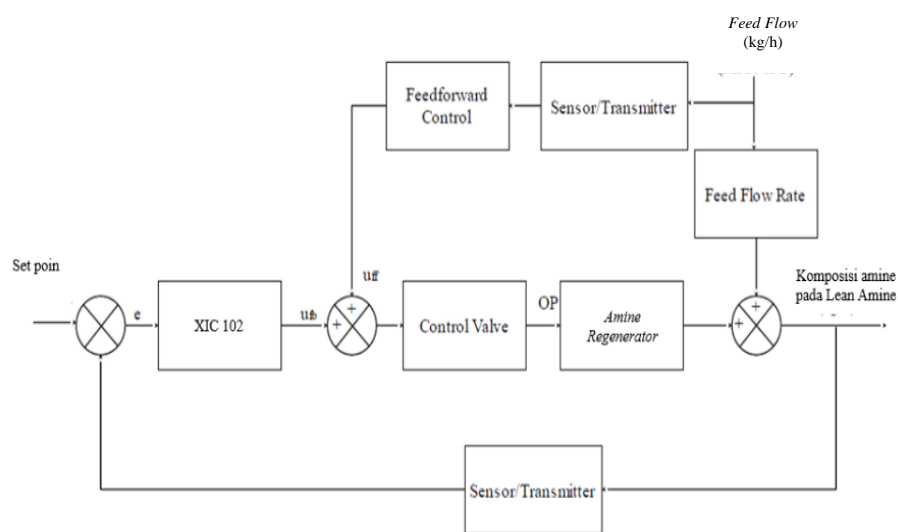 Feed Flow
(kg/h)
Feedforward
Control
Sensor/Transmitter
Feed Flow Rate
Set poin
uff
Komposisi amine
pada Lean Amine
e
XIC 102
ufb
+
+
Control Valve
OP
Amine
Regenerator
+
+
Sensor/Transmitter